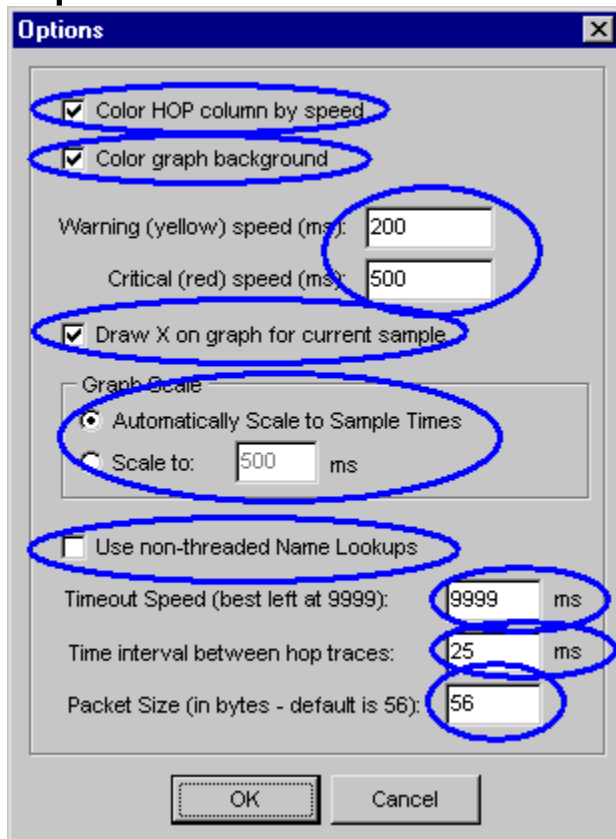 Options
Color HOP column by speed
Color graph background
Warning (yellow) speed (ms): 200
Critical (red) speed (ms): 500
Draw X on graph for current sample
Graph Scale
Automatically Scale to Sample Times
Scale to: 500 ms
Use non-threaded Name Lookups
Timeout Speed (best left at 9999): 9999 ms
Time interval between hop traces: 25 ms
Packet Size (in bytes - default is 56): 56
OK Cancel